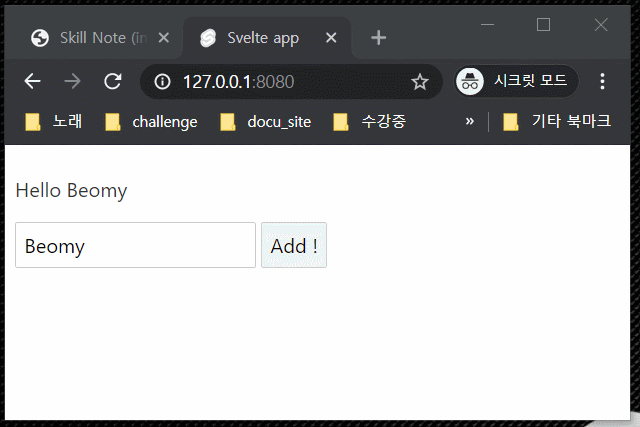 Skill Note (in
Svelte app
127.0.0.1:8080
시크릿 모드
노래
challenge
docu_site
수강중
»
기타 북마크
Hello Beomy
Beomy
Add !